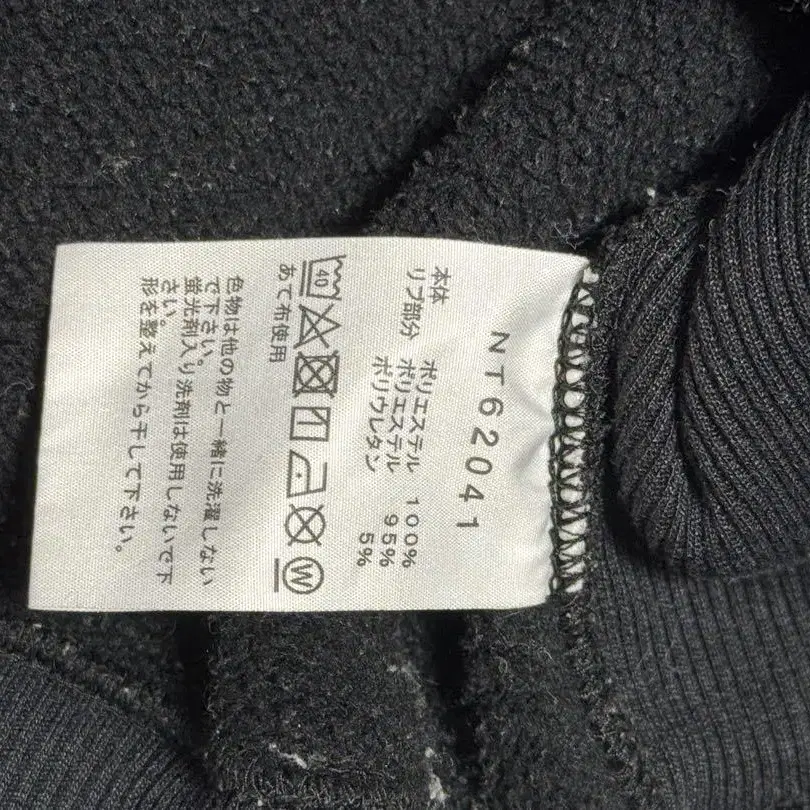 NT62041
本体 ポリエステル 100%
リブ部分 ポリエステル 95%
ポリウレタン 5%
40 W
あて布使用
色物は他の物と一緒に洗濯しない
で下さい。
蛍光剤入り洗剤は使用しないで下
さい。
形を整えてから干して下さい。